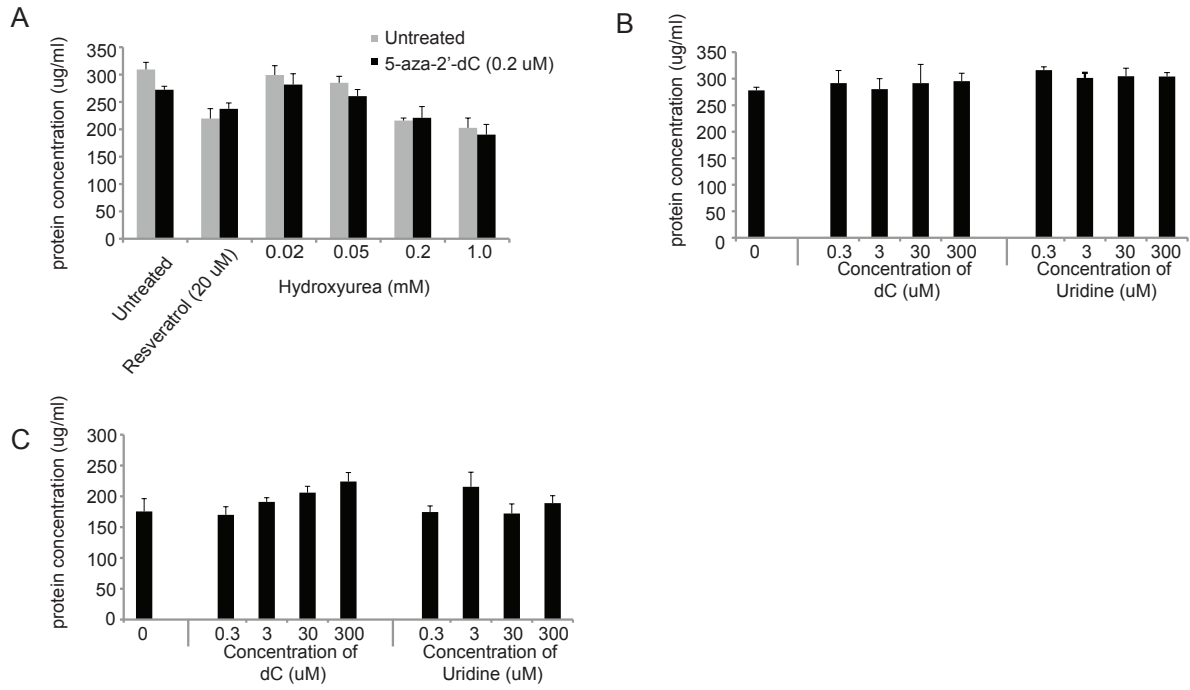 A
protein concentration (ug/ml)
350
300
250
200
150
100
50
0
Untreated
5-aza-2'-dC (0.2 uM)
0.02 0.05 0.2 1.0
Untreated
Resveratrol (20 uM)
Hydroxyurea (mM)
B
protein concentration (ug/ml)
350
300
250
200
150
100
50
0
0 0.3 3 30 300 0.3 3 30 300
Concentration of
dC (uM)
Concentration of
Uridine (uM)
C
protein concentration (ug/ml)
300
250
200
150
100
50
0
0 0.3 3 30 300 0.3 3 30 300
Concentration of
dC (uM)
Concentration of
Uridine (uM)